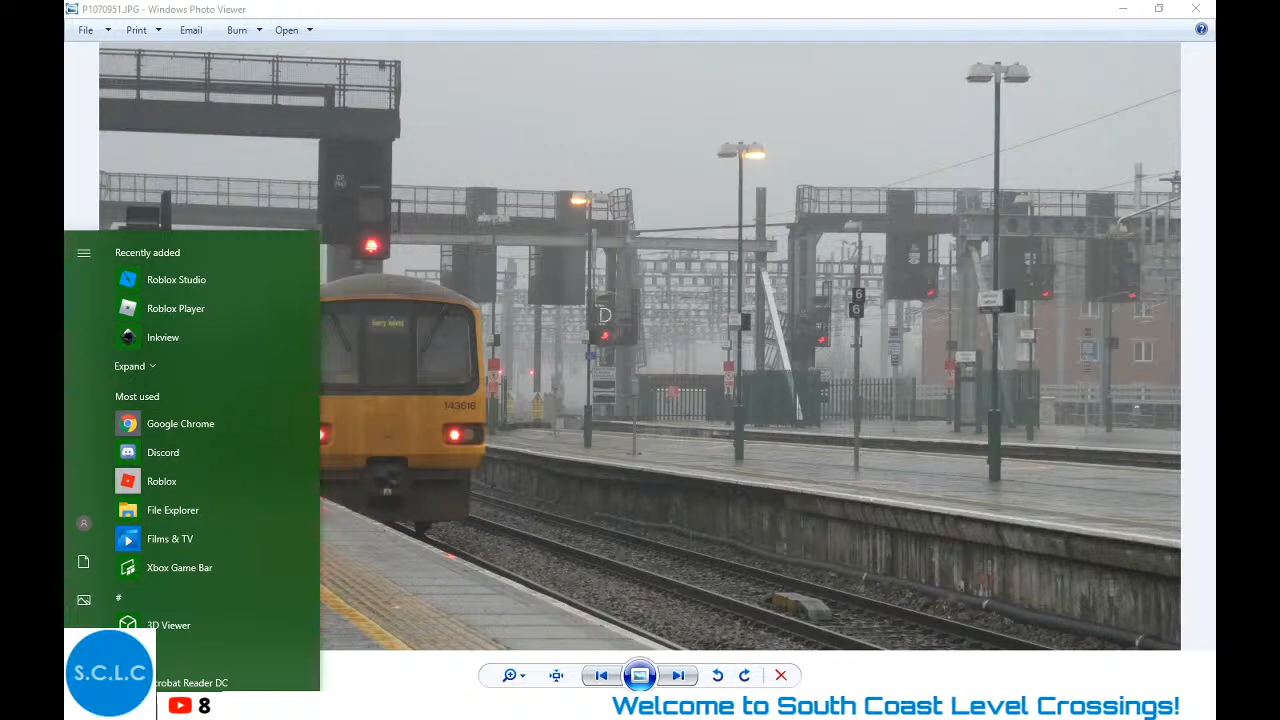 P1070951.JPG - Windows Photo Viewer
File Print Email Burn Open
Recently added
Roblox Studio
Roblox Player
Inkview
Expand
Most used
Google Chrome
Discord
Roblox
File Explorer
Films & TV
Xbox Game Bar
#
3D Viewer
crobat Reader DC
D
6
6
143616
S.C.L.C
8
Welcome to South Coast Level Crossings!